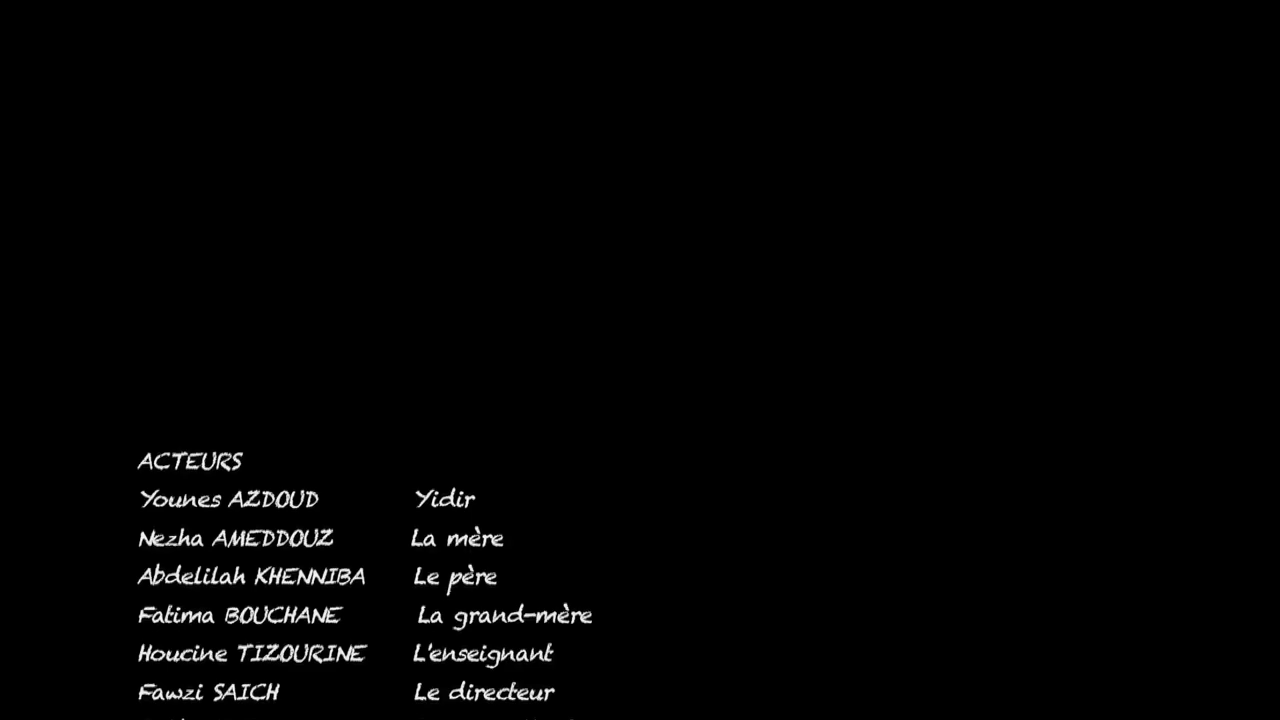 ACTEURS
Younes AZDOUD Yidir
Nezha AMEDDOUZ La mère
Abdelilah KHENNIBA Le père
Fatima BOUCHANE La grand-mère
Houcine TIZOURINE L'enseignant
Fawzi SAICH Le directeur